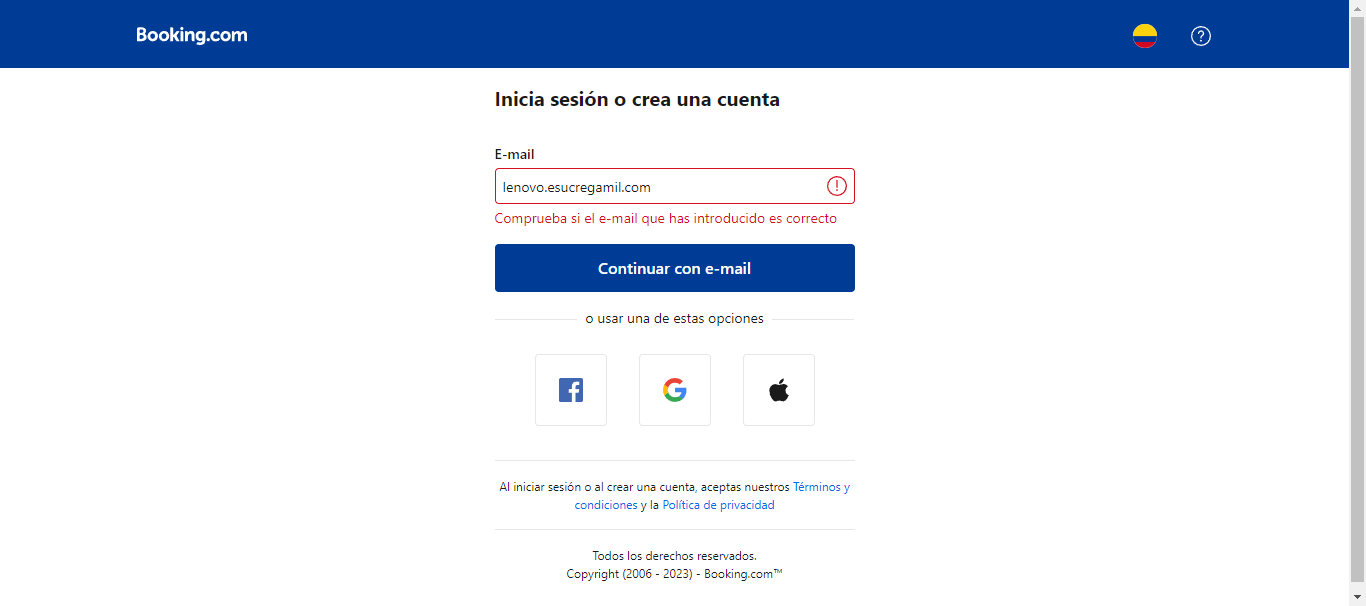 Booking.com
Inicia sesión o crea una cuenta
E-mail
lenovo.esucregamil.com
Comprueba si el e-mail que has introducido es correcto
Continuar con e-mail
o usar una de estas opciones
Al iniciar sesión o al crear una cuenta, aceptas nuestros Términos y
condiciones y la Política de privacidad
Todos los derechos reservados.
Copyright (2006 - 2023) - Booking.com™